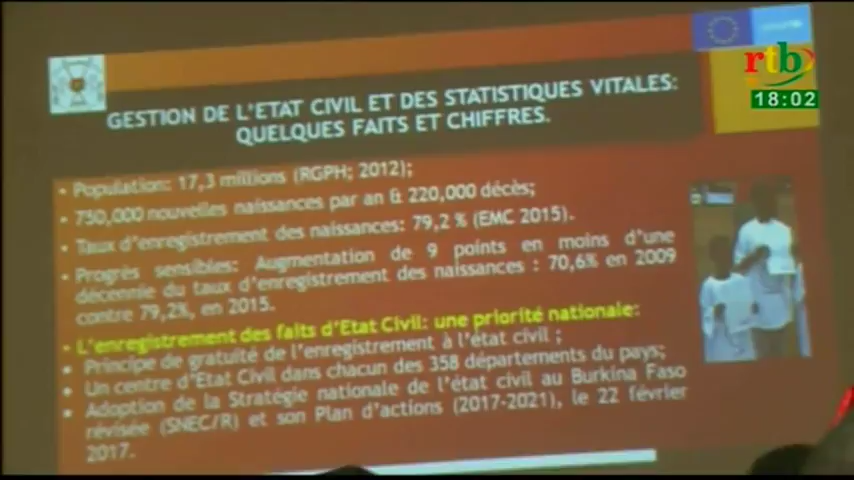 rtb
18:02
GESTION DE L'ETAT CIVIL ET DES STATISTIQUES VITALES:
QUELQUES FAITS ET CHIFFRES.
• Population: 17,3 millions (RGPH; 2012);
• 750,000 nouvelles naissances par an & 220,000 décès;
• Taux d'enregistrement des naissances: 79,2 % (EMC 2015).
• Progrès sensibles: Augmentation de 9 points en moins d'une
décennie du taux d'enregistrement des naissances : 70,6% en 2009
contre 79,2%, en 2015.
• L'enregistrement des faits d'Etat Civil: une priorité nationale:
• Principe de gratuité de l'enregistrement à l'état civil ;
• Un centre d'Etat Civil dans chacun des 358 départements du pays;
• Adoption de la Stratégie nationale de l'état civil au Burkina Faso
révisée (SNEC/R) et son Plan d'actions (2017-2021), le 22 février
2017.